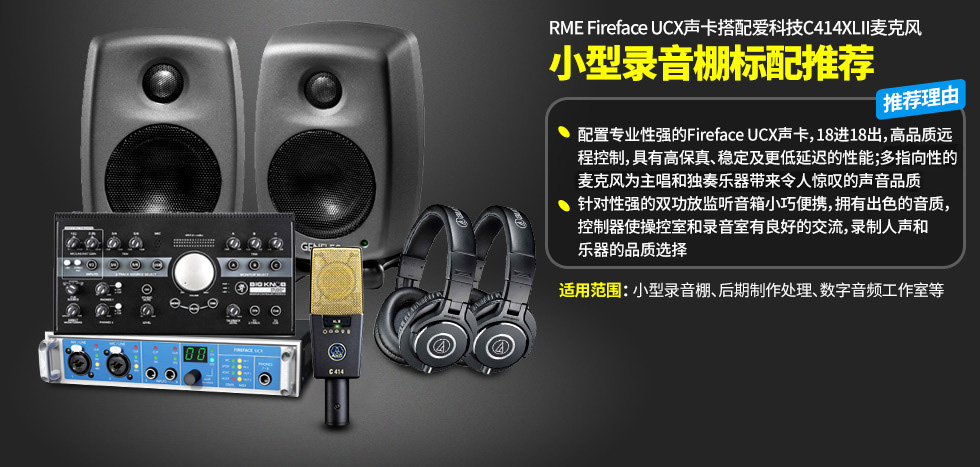 RME Fireface UCX声卡搭配爱科技C414XLII麦克风
小型录音棚标配推荐
推荐理由
配置专业性强的Fireface UCX声卡，18进18出，高品质远
程控制，具有高保真、稳定及更低延迟的性能；多指向性的
麦克风为主唱和独奏乐器带来令人惊叹的声音品质
针对性强的双功放监听音箱小巧便携，拥有出色的音质，
控制器使操控室和录音室有良好的交流，录制人声和
乐器的品质选择
适用范围：小型录音棚、后期制作处理、数字音频工作室等
GENELEC
BIG KNOB
FIREFACE UCX
AKG
C414